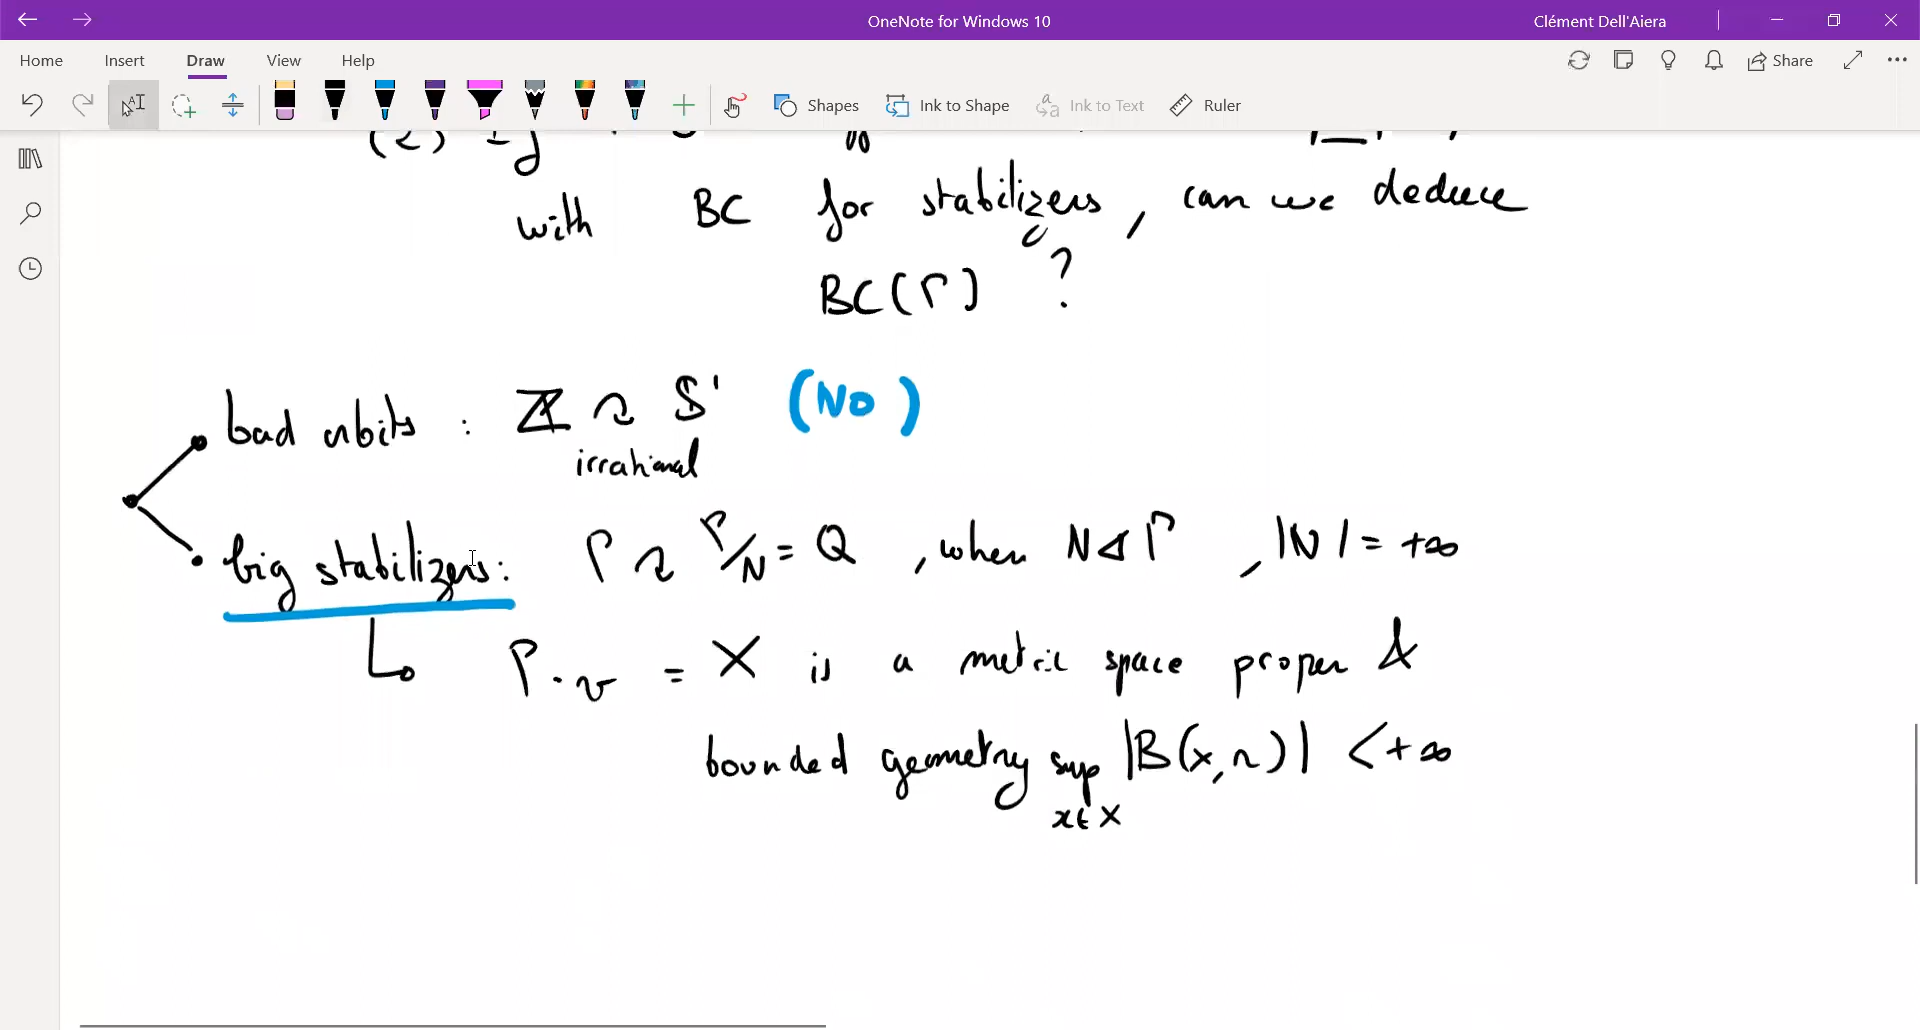 OneNote for Windows 10
Clément Dell'Aiera
Home Insert Draw View Help
Share
Shapes Ink to Shape Ink to Text Ruler
(2) If
with BC for stabilizers, can we deduce
BC(Γ) ?
bad orbits : ℤ ↷ S¹ (NO)
irrational
big stabilizers: Γ ↷ Γ/N = Q , when N ◁ Γ , |N| = +∞
Γ·v = X is a metric space proper &
bounded geometry sup |B(x,r)| < +∞
x∈X